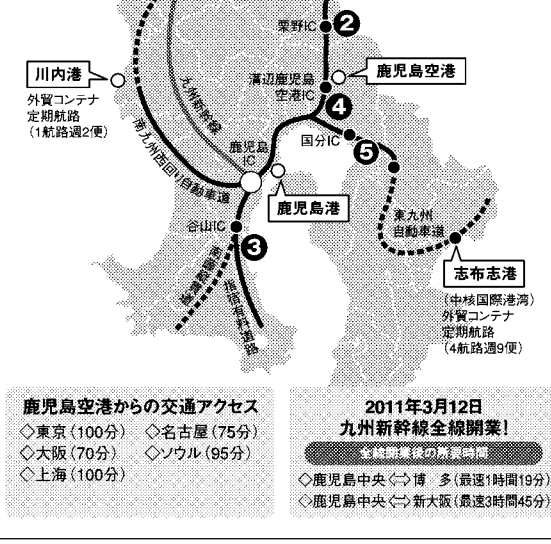 栗野IC
2
川内港
外貿コンテナ
定期航路
(1航路週2便)
九州新幹線
溝辺鹿児島
空港IC
鹿児島空港
4
南九州西回り自動車道
鹿児島
IC
国分IC
5
鹿児島港
谷山IC
3
東九州
自動車道
志布志港
(中核国際港湾)
外貿コンテナ
定期航路
(4航路週9便)
指宿有料道路
鹿児島空港からの交通アクセス
◇東京(100分) ◇名古屋(75分)
◇大阪(70分) ◇ソウル(95分)
◇上海(100分)
2011年3月12日
九州新幹線全線開業!
全線開業後の所要時間
◇鹿児島中央⇔博 多(最速1時間19分)
◇鹿児島中央⇔新大阪(最速3時間45分)